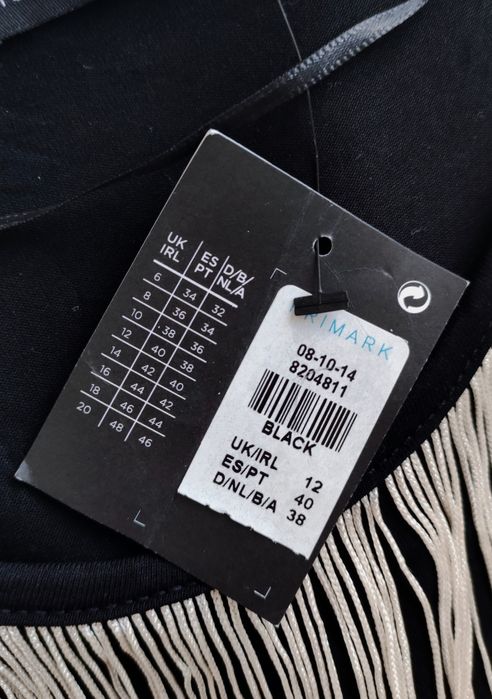 UK IRL ES PT D/B/ NL/A
6 34 32
8 36 34
10 38 36
12 40 38
14 42 40
16 44 42
18 46 44
20 48 46
PRIMARK
08-10-14
8204811
BLACK
UK/IRL 12
ES/PT 40
D/NL/B/A 38